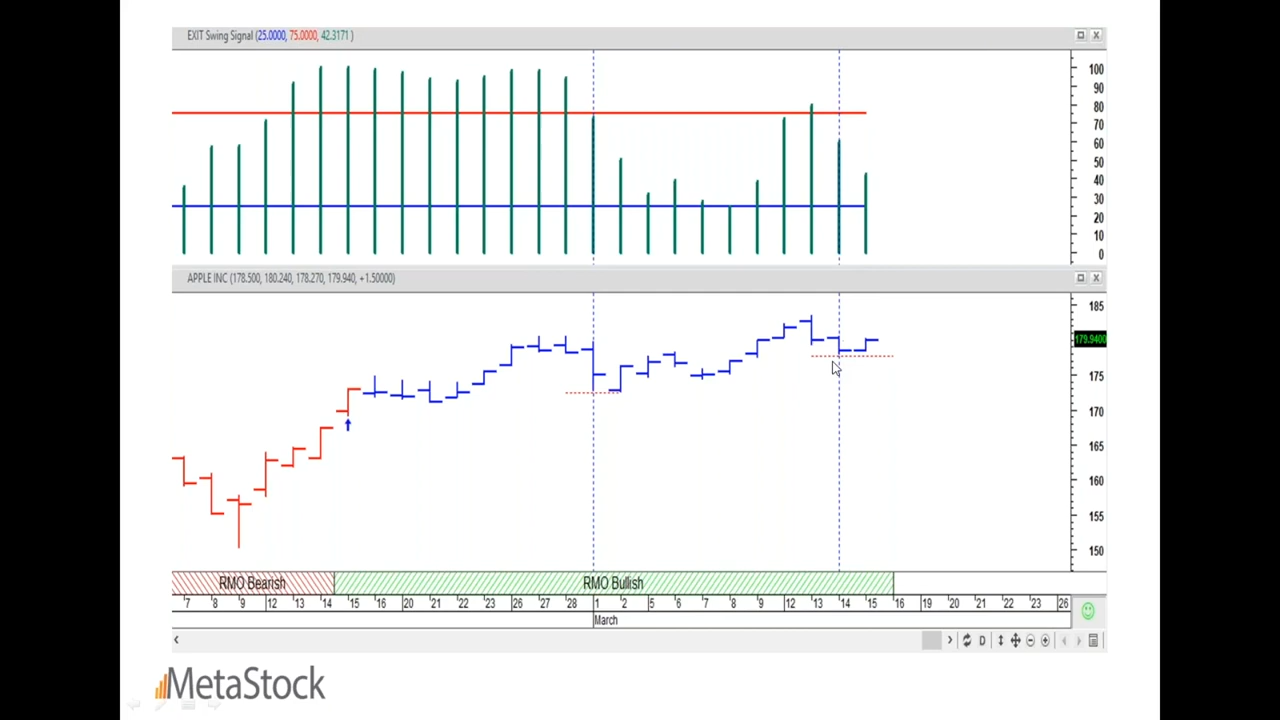 EXIT Swing Signal (25.0000, 75.0000, 42.3171 )
100
90
80
70
60
50
40
30
20
10
0
APPLE INC (178.500, 180.240, 178.270, 179.940, +1.50000)
185
179.9400
175
170
165
160
155
150
RMO Bearish RMO Bullish
7 8 9 12 13 14 15 16 20 21 22 23 26 27 28 1 2 5 6 7 8 9 12 13 14 15 16 19 20 21 22 23 26
March
D
MetaStock